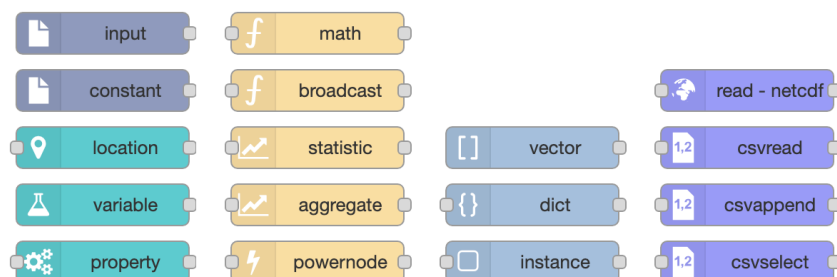 input
math
constant
broadcast
read - netcdf
location
statistic
[ ]
vector
1,2
csvread
variable
aggregate
{ }
dict
1,2
csvappend
property
powernode
instance
1,2
csvselect